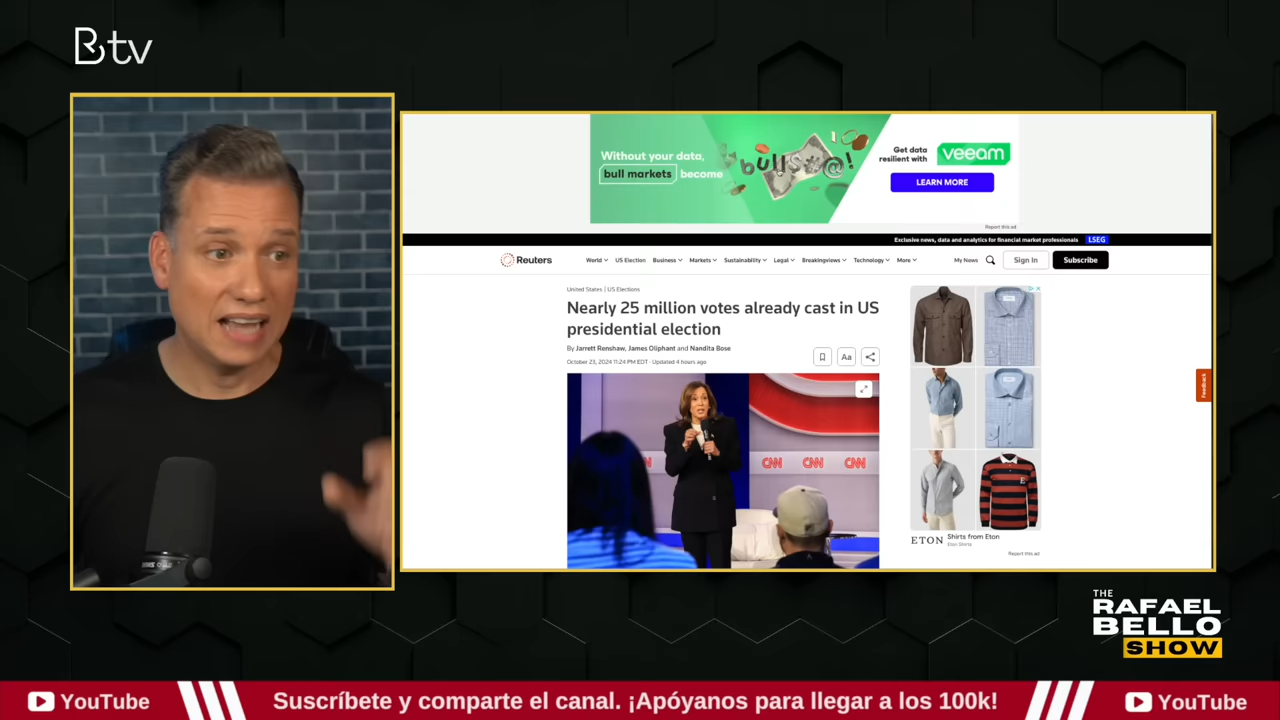 Btv
Without your data,
bull markets become
bulls#@!
Get data
resilient with
veeam
LEARN MORE
Report this ad
Exclusive news, data and analytics for financial market professionals LSEG
Reuters
World US Election Business Markets Sustainability Legal Breakingviews Technology More
My News Sign In Subscribe
United States | US Elections
Nearly 25 million votes already cast in US
presidential election
By Jarrett Renshaw, James Oliphant and Nandita Bose
October 23, 2024 11:24 PM EDT · Updated 4 hours ago
Aa
CNN CNN CNN
Feedback
E
ETON
Shirts from Eton
Eton Shirts
Report this ad
THE
RAFAEL
BELLO
SHOW
YouTube
Suscríbete y comparte el canal. ¡Apóyanos para llegar a los 100k!
YouTube